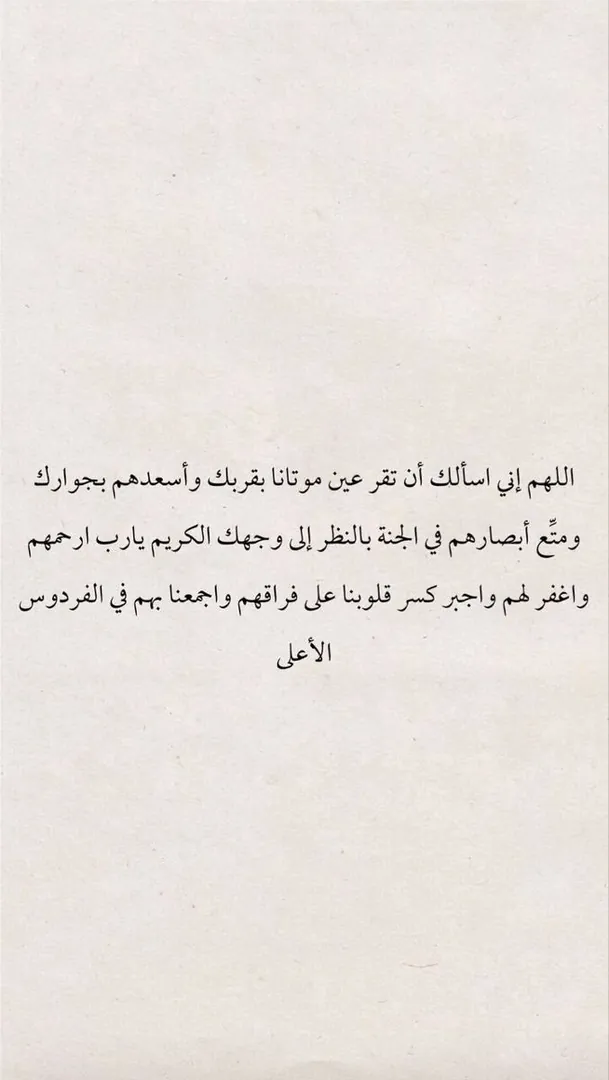 اللهم إني اسألك أن تقر عين موتانا بقربك وأسعدهم بجوارك
ومتِّع أبصارهم في الجنة بالنظر إلى وجهك الكريم يارب ارحمهم
واغفر لهم واجبر كسر قلوبنا على فراقهم واجمعنا بهم في الفردوس
الأعلى